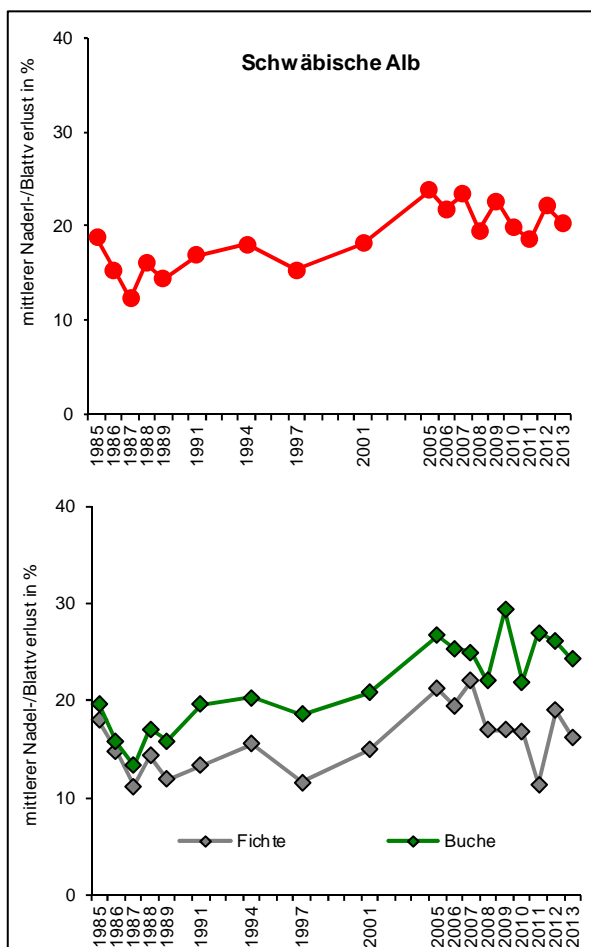 Schwäbische Alb
mittlerer Naderl-/Blattverlust in %
40
30
20
10
0
1985 1986 1987 1988 1989 1991 1994 1997 2001 2005 2006 2007 2008 2009 2010 2011 2012 2013
mittlerer Nadel-/Blattverlust in %
40
30
20
10
0
Fichte Buche
1985 1986 1987 1988 1989 1991 1994 1997 2001 2005 2006 2007 2008 2009 2010 2011 2012 2013